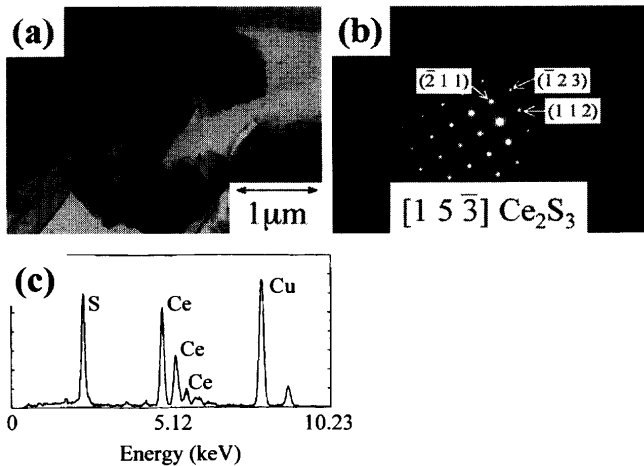 (a)
1μm
(b)
(2̅ 1 1)
(1̅ 2 3)
(1 1 2)
[1 5 3̅] Ce₂S₃
(c)
S
Ce
Ce
Ce
Cu
0
5.12
10.23
Energy (keV)